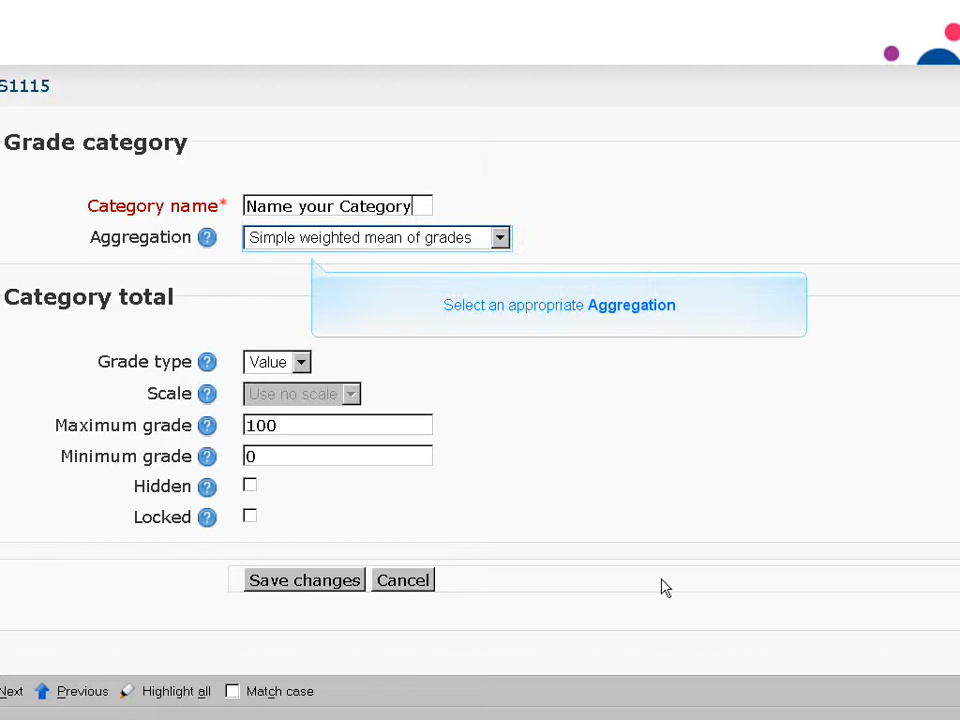 S1115
Grade category
Category name* Name your Category
Aggregation ? Simple weighted mean of grades
Select an appropriate Aggregation
Category total
Grade type ? Value
Scale ? Use no scale
Maximum grade ? 100
Minimum grade ? 0
Hidden ?
Locked ?
Save changes Cancel
Next Previous Highlight all Match case